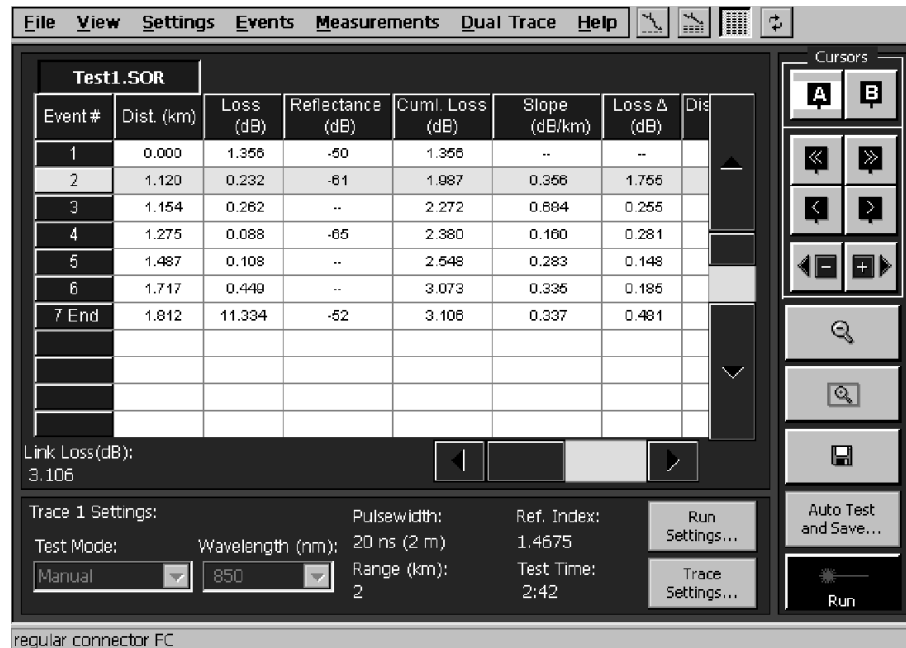 File View Settings Events Measurements Dual Trace Help
Cursors
A B
Test1.SOR
Event # Dist. (km) Loss (dB) Reflectance (dB) Cuml. Loss (dB) Slope (dB/km) Loss Δ (dB) Dis
1 0.000 1.356 -50 1.356 -- --
2 1.120 0.232 -61 1.987 0.356 1.755
3 1.154 0.262 -- 2.272 0.684 0.255
4 1.275 0.088 -65 2.380 0.160 0.281
5 1.487 0.108 -- 2.548 0.283 0.148
6 1.717 0.449 -- 3.073 0.335 0.185
7 End 1.812 11.334 -52 3.106 0.337 0.481
Link Loss(dB):
3.106
Trace 1 Settings:
Test Mode:
Manual
Wavelength (nm):
850
Pulsewidth:
20 ns (2 m)
Range (km):
2
Ref. Index:
1.4675
Test Time:
2:42
Run
Settings...
Trace
Settings...
Auto Test
and Save...
Run
regular connector FC